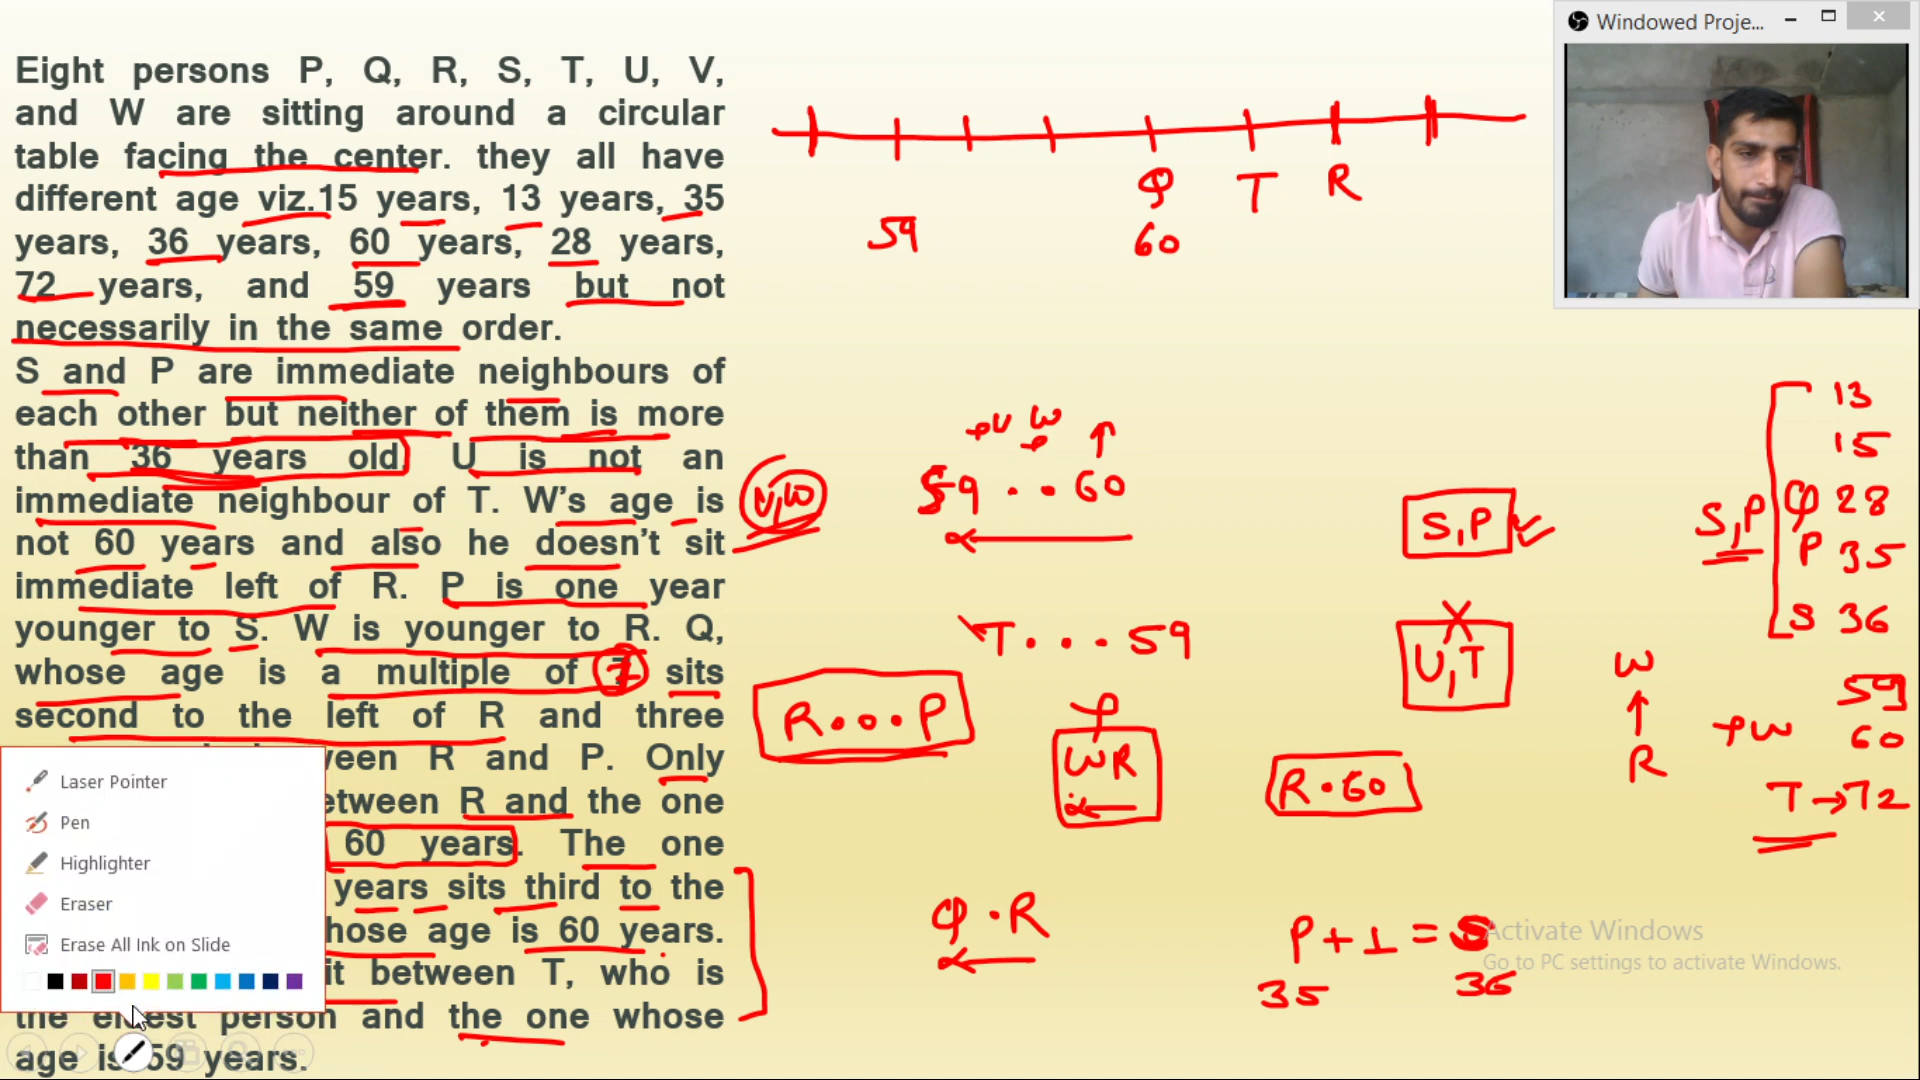 Windowed Proje...
Eight persons P, Q, R, S, T, U, V,
and W are sitting around a circular
table facing the center. they all have
different age viz.15 years, 13 years, 35
years, 36 years, 60 years, 28 years,
72 years, and 59 years but not
necessarily in the same order.
S and P are immediate neighbours of
each other but neither of them is more
than 36 years old. U is not an
immediate neighbour of T. W's age is
not 60 years and also he doesn't sit
immediate left of R. P is one year
younger to S. W is younger to R. Q,
whose age is a multiple of 7 sits
second to the left of R and three
R and P. Only
R and the one
60 years. The one
years sits third to the
age is 60 years.
between T, who is
the eldest person and the one whose
age is 59 years.
Laser Pointer
Pen
Highlighter
Eraser
Erase All Ink on Slide
T R
59 60
W
59 . . 60
S,P
T . . . 59
U,T
R . . . P
W R
R . 60
. R
P + 1 = S
35 36
13
15
28
S,P
P 35
S 36
59
W 60
T → 72
W
↑
R
Activate Windows
Go to PC settings to activate Windows.